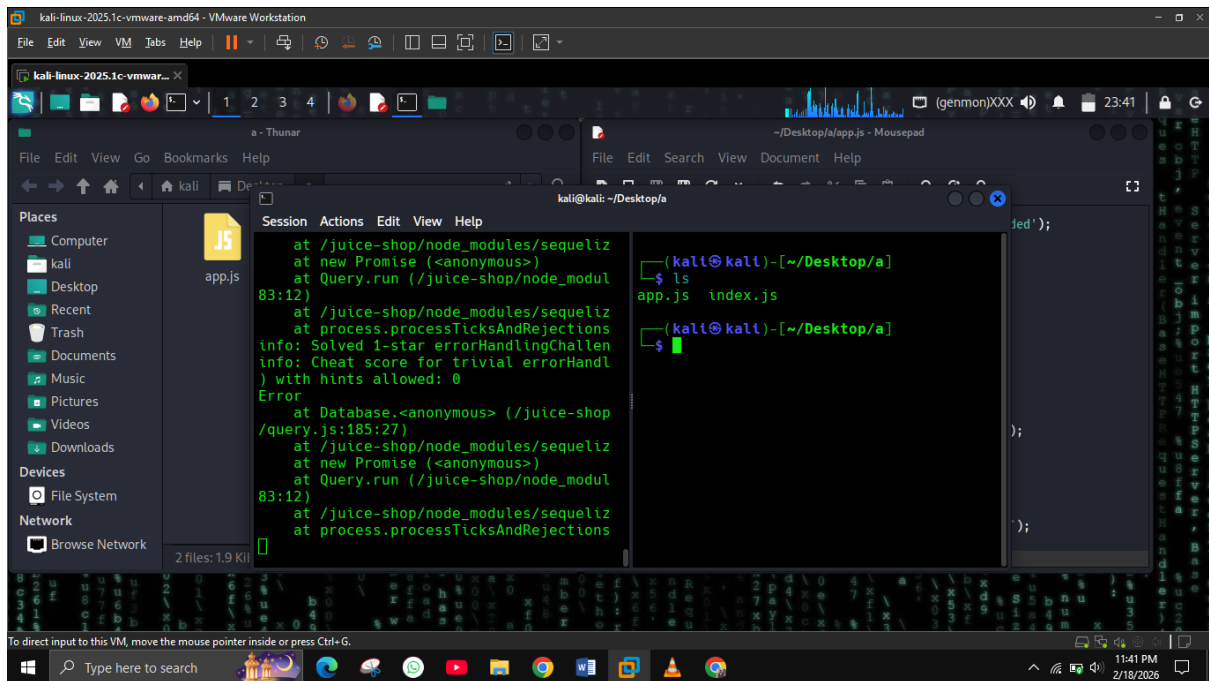 kali-linux-2025.1c-vmware-amd64 - VMware Workstation
File Edit View VM Tabs Help
kali-linux-2025.1c-vmwar...
1 2 3 4
(genmon)XXX
23:41
a - Thunar
~/Desktop/a/app.js - Mousepad
File Edit View Go Bookmarks Help
File Edit Search View Document Help
kali
Places
Computer
kali
Desktop
Recent
Trash
Documents
Music
Pictures
Videos
Downloads
Devices
File System
Network
Browse Network
JS
app.js
2 files: 1.9
kali@kali: ~/Desktop/a
Session Actions Edit View Help
at /juice-shop/node_modules/sequeliz
at new Promise (<anonymous>)
at Query.run (/juice-shop/node_modul
83:12)
at /juice-shop/node_modules/sequeliz
at process.processTicksAndRejections
info: Solved 1-star errorHandlingChallen
info: Cheat score for trivial errorHandl
) with hints allowed: 0
Error
at Database.<anonymous> (/juice-shop
/query.js:185:27)
at /juice-shop/node_modules/sequeliz
at new Promise (<anonymous>)
at Query.run (/juice-shop/node_modul
83:12)
at /juice-shop/node_modules/sequeliz
at process.processTicksAndRejections
┌──(kali㉿kali)-[~/Desktop/a]
└─$ ls
app.js index.js
┌──(kali㉿kali)-[~/Desktop/a]
└─$
ded');
);
');
To direct input to this VM, move the mouse pointer inside or press Ctrl+G.
Type here to search
11:41 PM
2/18/2026